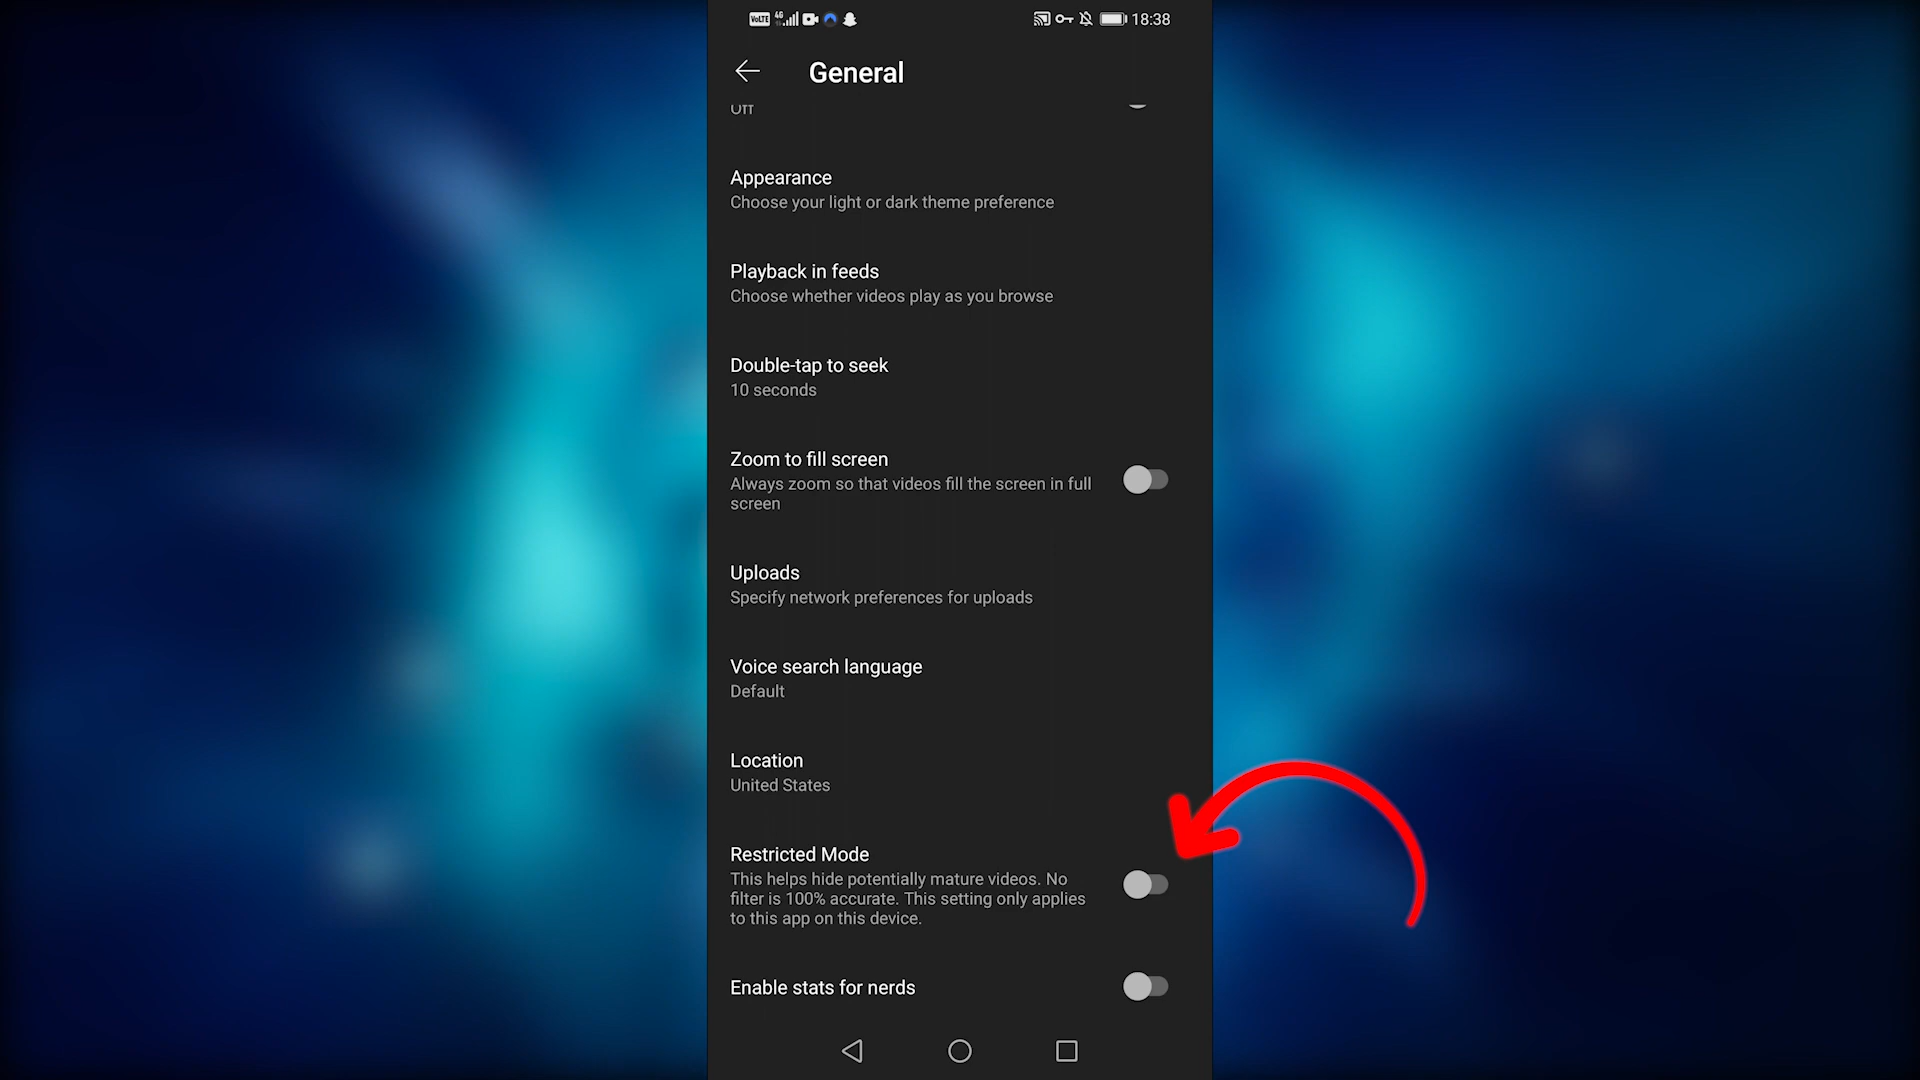 VoLTE 4G 18:38
General
Off
Appearance
Choose your light or dark theme preference
Playback in feeds
Choose whether videos play as you browse
Double-tap to seek
10 seconds
Zoom to fill screen
Always zoom so that videos fill the screen in full
screen
Uploads
Specify network preferences for uploads
Voice search language
Default
Location
United States
Restricted Mode
This helps hide potentially mature videos. No
filter is 100% accurate. This setting only applies
to this app on this device.
Enable stats for nerds